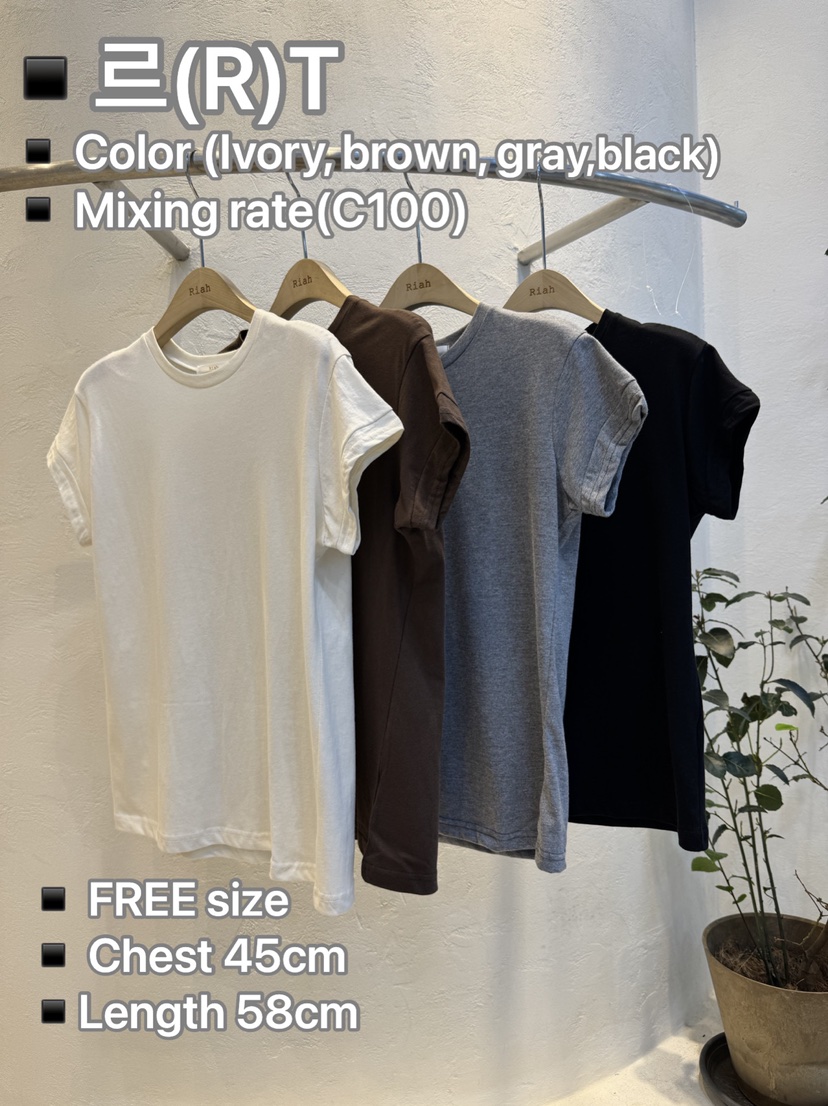 ◾ 르(R)T
◾ Color (Ivory, brown, gray,black)
◾ Mixing rate(C100)
Riah
Riah
Riah
Riah
◾ FREE size
◾ Chest 45cm
◾ Length 58cm